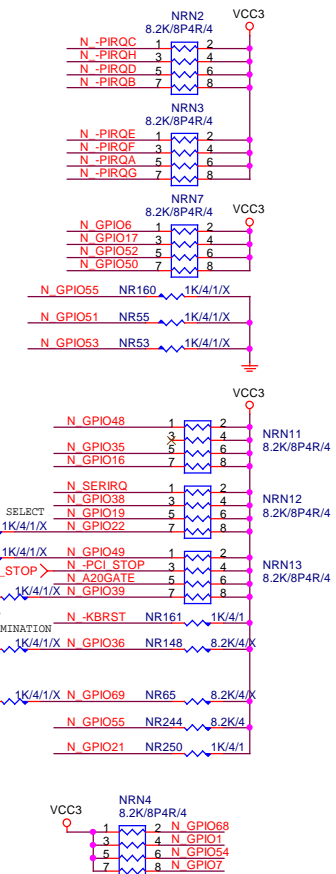 NRN2 VCC3
8.2K/8P4R/4
N_-PIRQC 1 2
N_-PIRQH 3 4
N_-PIRQD 5 6
N_-PIRQB 7 8
NRN3
8.2K/8P4R/4
N_-PIRQE 1 2
N_-PIRQF 3 4
N_-PIRQA 5 6
N_-PIRQG 7 8
NRN7
8.2K/8P4R/4 VCC3
N_GPIO6 1 2
N_GPIO17 3 4
N_GPIO52 5 6
N_GPIO50 7 8
N_GPIO55 NR160 1K/4/1/X
N_GPIO51 NR55 1K/4/1/X
N_GPIO53 NR53 1K/4/1/X
VCC3
N_GPIO48 1 2
3 4 NRN11
N_GPIO35 5 6 8.2K/8P4R/4
N_GPIO16 7 8
N_SERIRQ 1 2
N_GPIO38 3 4 NRN12
SELECT N_GPIO19 5 6 8.2K/8P4R/4
1K/4/1/X N_GPIO22 7 8
1K/4/1/X N_GPIO49 1 2
_STOP N_-PCI_STOP 3 4 NRN13
N_A20GATE 5 6 8.2K/8P4R/4
1K/4/1/X N_GPIO39 7 8
N_-KBRST NR161 1K/4/1
MINATION
1K/4/1/X N_GPIO36 NR148 8.2K/4/X
1K/4/1/X N_GPIO69 NR65 8.2K/4/X
N_GPIO55 NR244 8.2K/4
N_GPIO21 NR250 1K/4/1
NRN4
VCC3 8.2K/8P4R/4
1 2 N_GPIO68
3 4 N_GPIO1
5 6 N_GPIO54
7 8 N_GPIO7